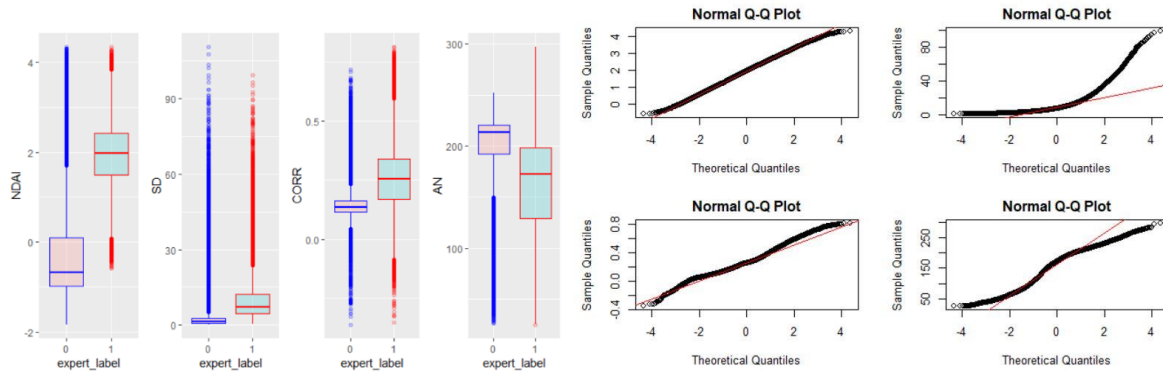 NDAI
4
2
0
-2
0 1
expert_label
SD
90
60
30
0
0 1
expert_label
CORR
0.5
0.0
0 1
expert_label
AN
300
200
100
0 1
expert_label
Normal Q-Q Plot
Sample Quantiles
0 1 2 3 4
-4 -2 0 2 4
Theoretical Quantiles
Normal Q-Q Plot
Sample Quantiles
0 40 80
-4 -2 0 2 4
Theoretical Quantiles
Normal Q-Q Plot
Sample Quantiles
-0.4 0.0 0.4 0.8
-4 -2 0 2 4
Theoretical Quantiles
Normal Q-Q Plot
Sample Quantiles
50 150 250
-4 -2 0 2 4
Theoretical Quantiles